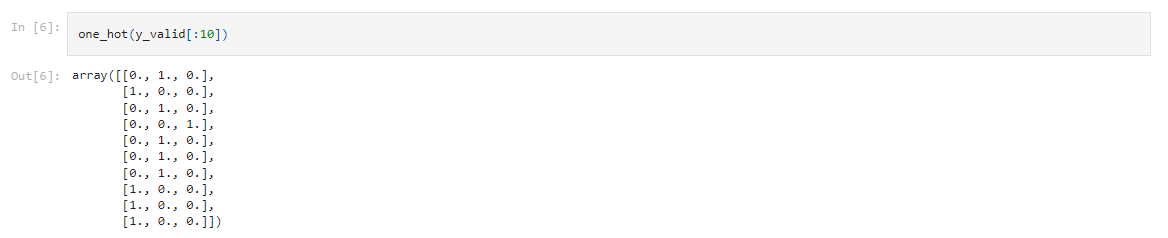 In [6]: one_hot(y_valid[:10])
Out[6]: array([[0., 1., 0.],
[1., 0., 0.],
[0., 1., 0.],
[0., 0., 1.],
[0., 1., 0.],
[0., 1., 0.],
[0., 1., 0.],
[1., 0., 0.],
[1., 0., 0.],
[1., 0., 0.]])